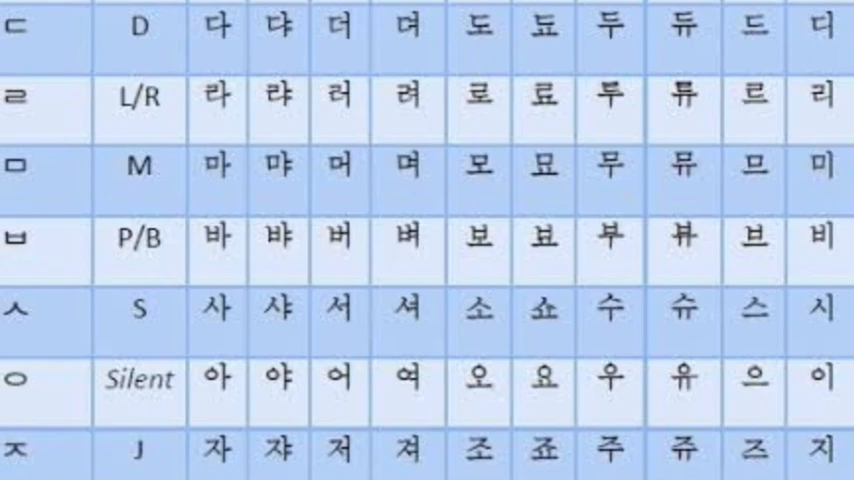 ㄷ D 다 댜 더 뎌 도 됴 두 듀 드 디
ㄹ L/R 라 랴 러 려 로 료 루 류 르 리
ㅁ M 마 먀 머 며 모 묘 무 뮤 므 미
ㅂ P/B 바 뱌 버 벼 보 뵤 부 뷰 브 비
ㅅ S 사 샤 서 셔 소 쇼 수 슈 스 시
ㅇ Silent 아 야 어 여 오 요 우 유 으 이
ㅈ J 자 쟈 저 져 조 죠 주 쥬 즈 지